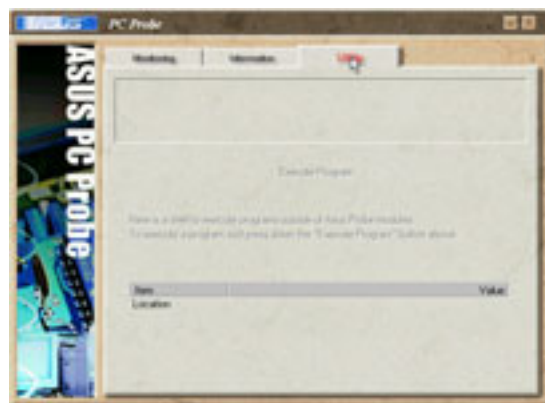 PC Probe
ASUS PC Probe
Monitoring
Information
Utility
Execute Program
Here is a shell to execute programs outside of Asus Probe modules.
To execute a program, just press down the "Execute Program" button above.
Item Value
Location